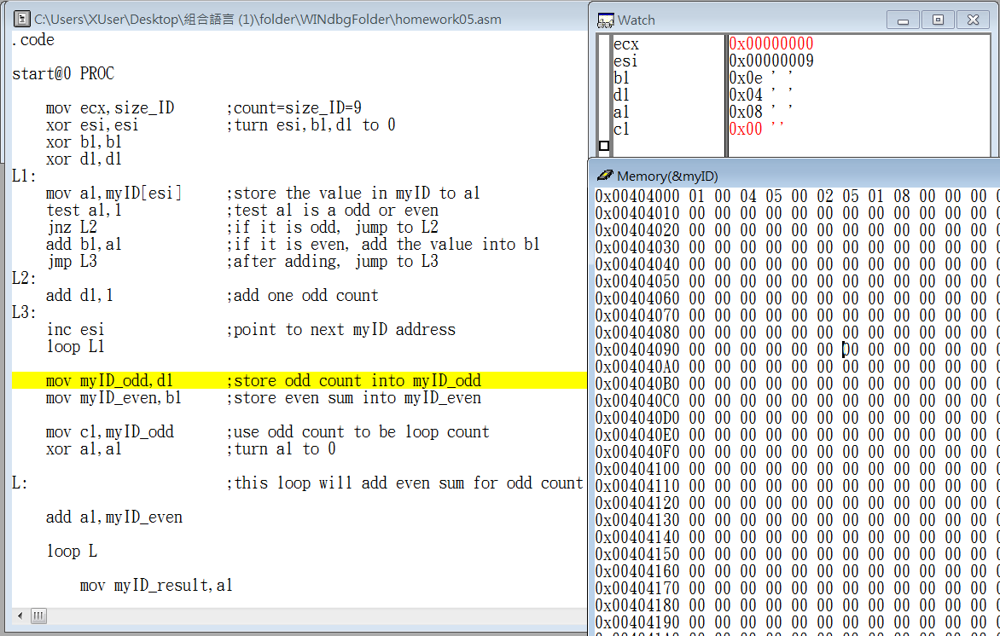 C:\Users\XUser\Desktop\組合語言 (1)\folder\WINdbgFolder\homework05.asm
.code
start@0 PROC
mov ecx,size_ID ;count=size_ID=9
xor esi,esi ;turn esi,bl,dl to 0
xor bl,bl
xor dl,dl
L1:
mov al,myID[esi] ;store the value in myID to al
test al,1 ;test al is a odd or even
jnz L2 ;if it is odd, jump to L2
add bl,al ;if it is even, add the value into bl
jmp L3 ;after adding, jump to L3
L2:
add dl,1 ;add one odd count
L3:
inc esi ;point to next myID address
loop L1
mov myID_odd,dl ;store odd count into myID_odd
mov myID_even,bl ;store even sum into myID_even
mov cl,myID_odd ;use odd count to be loop count
xor al,al ;turn al to 0
L: ;this loop will add even sum for odd count
add al,myID_even
loop L
mov myID_result,al
Watch
ecx 0x00000000
esi 0x00000009
bl 0x0e ' '
dl 0x04 ' '
al 0x08 ' '
cl 0x00 ''
Memory(&myID)
0x00404000 01 00 04 05 00 02 05 01 08 00 00 00 0
0x00404010 00 00 00 00 00 00 00 00 00 00 00 00 0
0x00404020 00 00 00 00 00 00 00 00 00 00 00 00 0
0x00404030 00 00 00 00 00 00 00 00 00 00 00 00 0
0x00404040 00 00 00 00 00 00 00 00 00 00 00 00 0
0x00404050 00 00 00 00 00 00 00 00 00 00 00 00 0
0x00404060 00 00 00 00 00 00 00 00 00 00 00 00 0
0x00404070 00 00 00 00 00 00 00 00 00 00 00 00 0
0x00404080 00 00 00 00 00 00 00 00 00 00 00 00 0
0x00404090 00 00 00 00 00 00 00 00 00 00 00 00 0
0x004040A0 00 00 00 00 00 00 00 00 00 00 00 00 0
0x004040B0 00 00 00 00 00 00 00 00 00 00 00 00 0
0x004040C0 00 00 00 00 00 00 00 00 00 00 00 00 0
0x004040D0 00 00 00 00 00 00 00 00 00 00 00 00 0
0x004040E0 00 00 00 00 00 00 00 00 00 00 00 00 0
0x004040F0 00 00 00 00 00 00 00 00 00 00 00 00 0
0x00404100 00 00 00 00 00 00 00 00 00 00 00 00 0
0x00404110 00 00 00 00 00 00 00 00 00 00 00 00 0
0x00404120 00 00 00 00 00 00 00 00 00 00 00 00 0
0x00404130 00 00 00 00 00 00 00 00 00 00 00 00 0
0x00404140 00 00 00 00 00 00 00 00 00 00 00 00 0
0x00404150 00 00 00 00 00 00 00 00 00 00 00 00 0
0x00404160 00 00 00 00 00 00 00 00 00 00 00 00 0
0x00404170 00 00 00 00 00 00 00 00 00 00 00 00 0
0x00404180 00 00 00 00 00 00 00 00 00 00 00 00 0
0x00404190 00 00 00 00 00 00 00 00 00 00 00 00 0